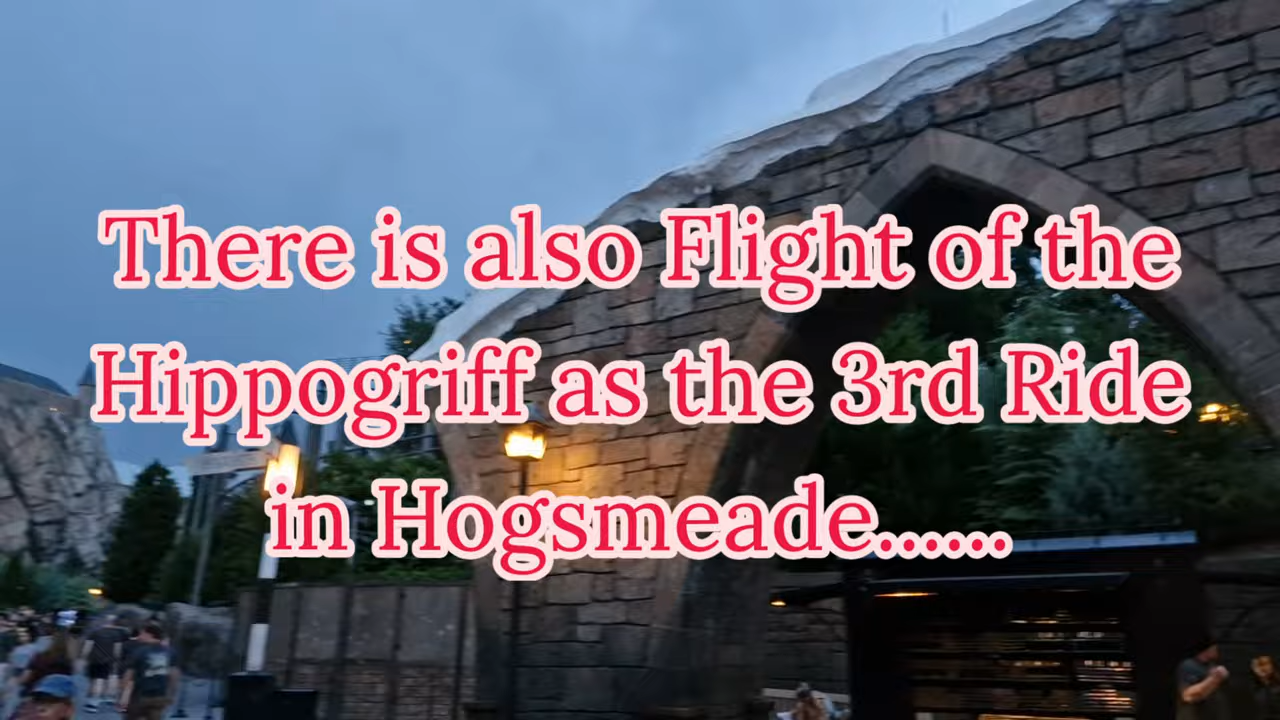 There is also Flight of the
Hippogriff as the 3rd Ride
in Hogsmeade......